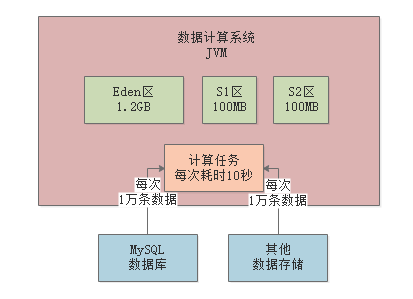 数据计算系统
JVM
Eden区
1.2GB
S1区
100MB
S2区
100MB
计算任务
每次耗时10秒
每次
1万条数据
每次
1万条数据
MySQL
数据库
其他
数据存储